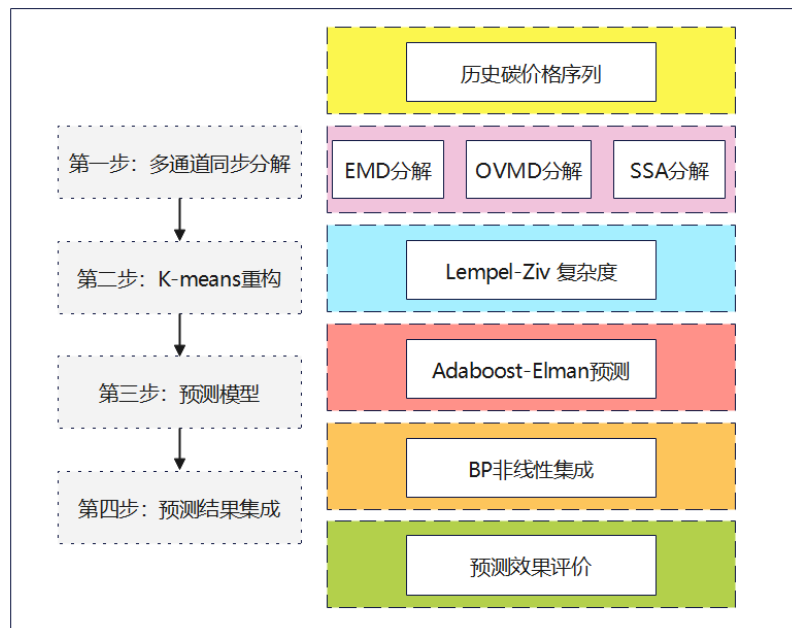 历史碳价格序列
第一步：多通道同步分解
EMD分解
OVMD分解
SSA分解
第二步：K-means重构
Lempel-Ziv 复杂度
第三步：预测模型
Adaboost-Elman预测
第四步：预测结果集成
BP非线性集成
预测效果评价